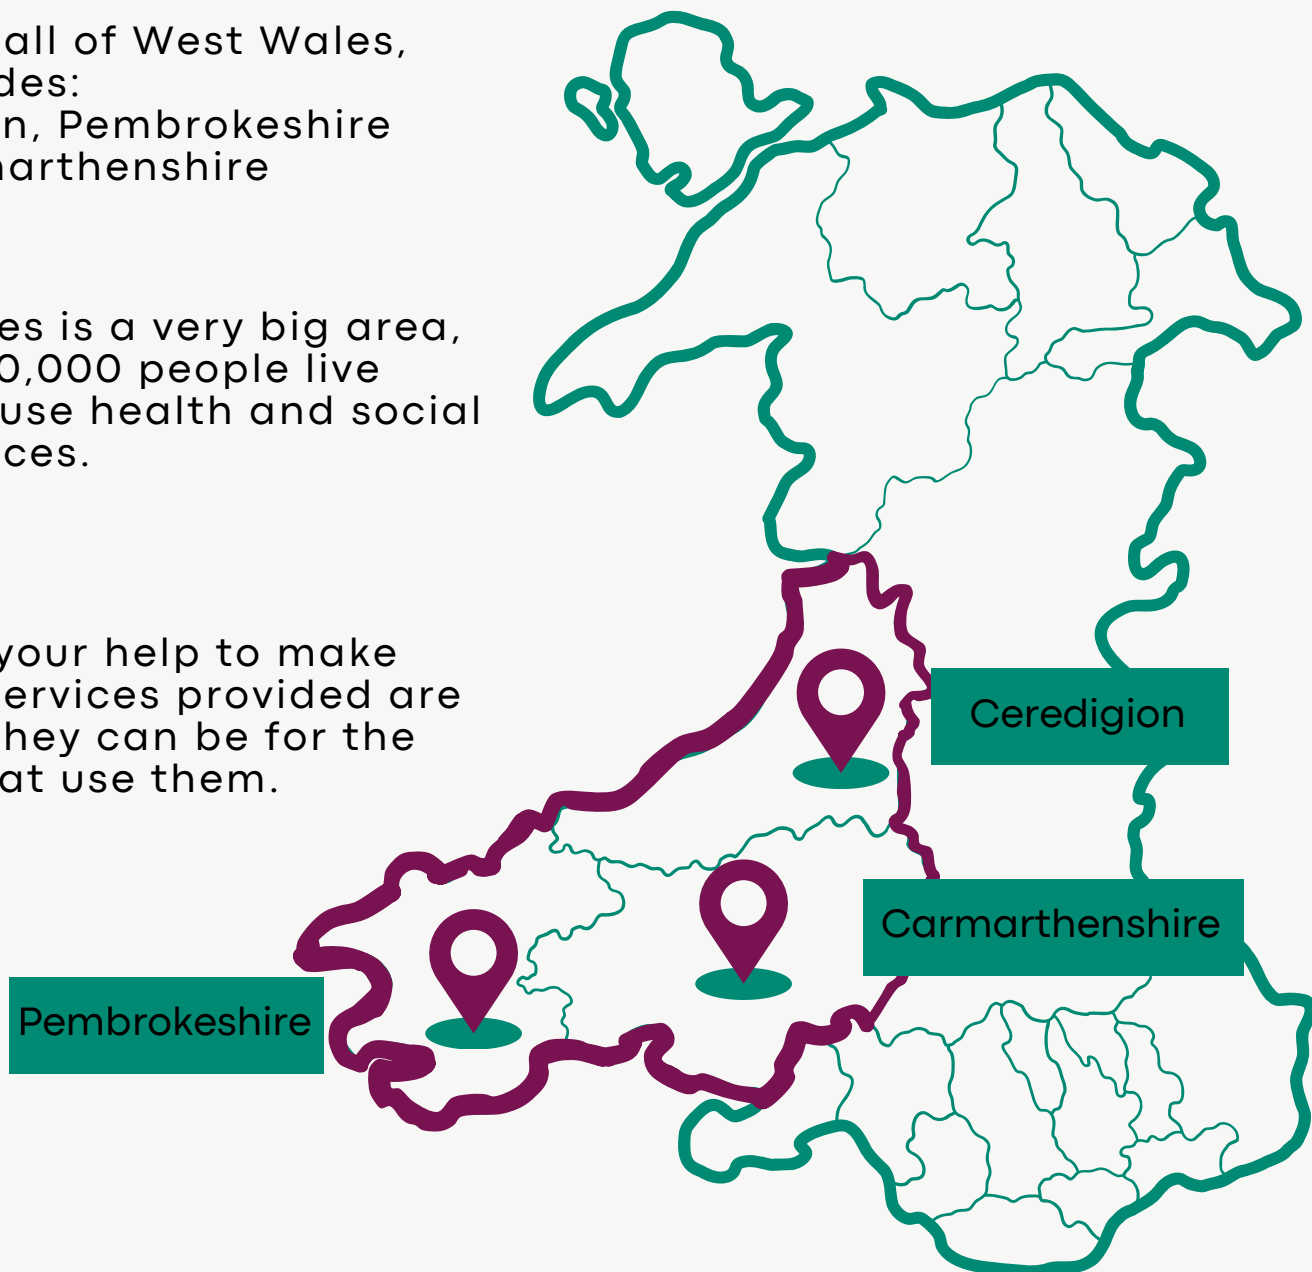 all of West Wales,
des:
n, Pembrokeshire
narthenshire
es is a very big area,
0,000 people live
use health and social
ces.
your help to make
ervices provided are
hey can be for the
at use them.
Ceredigion
Carmarthenshire
Pembrokeshire